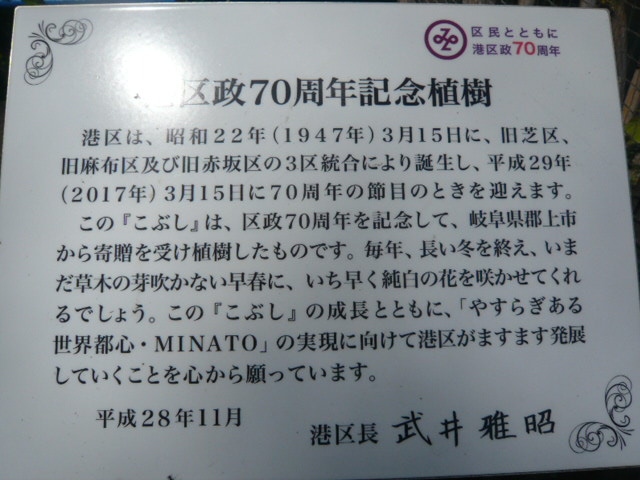 区民とともに
港区政70周年
区政70周年記念植樹
港区は、昭和22年(1947年)3月15日に、旧芝区、
旧麻布区及び旧赤坂区の3区統合により誕生し、平成29年
(2017年)3月15日に70周年の節目のときを迎えます。
この『こぶし』は、区政70周年を記念して、岐阜県郡上市
から寄贈を受け植樹したものです。毎年、長い冬を終え、いま
だ草木の芽吹かない早春に、いち早く純白の花を咲かせてくれ
るでしょう。この『こぶし』の成長とともに、「やすらぎある
世界都心・MINATO」の実現に向けて港区がますます発展
していくことを心から願っています。
平成28年11月
港区長 武井雅昭